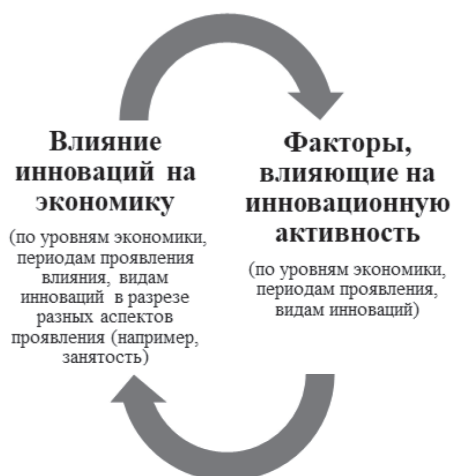 Влияние
инноваций на
экономику
(по уровням экономики,
периодам проявления
влияния, видам
инноваций в разрезе
разных аспектов
проявления (например,
занятость)
Факторы,
влияющие на
инновационную
активность
(по уровням экономики,
периодам проявления,
видам инноваций)